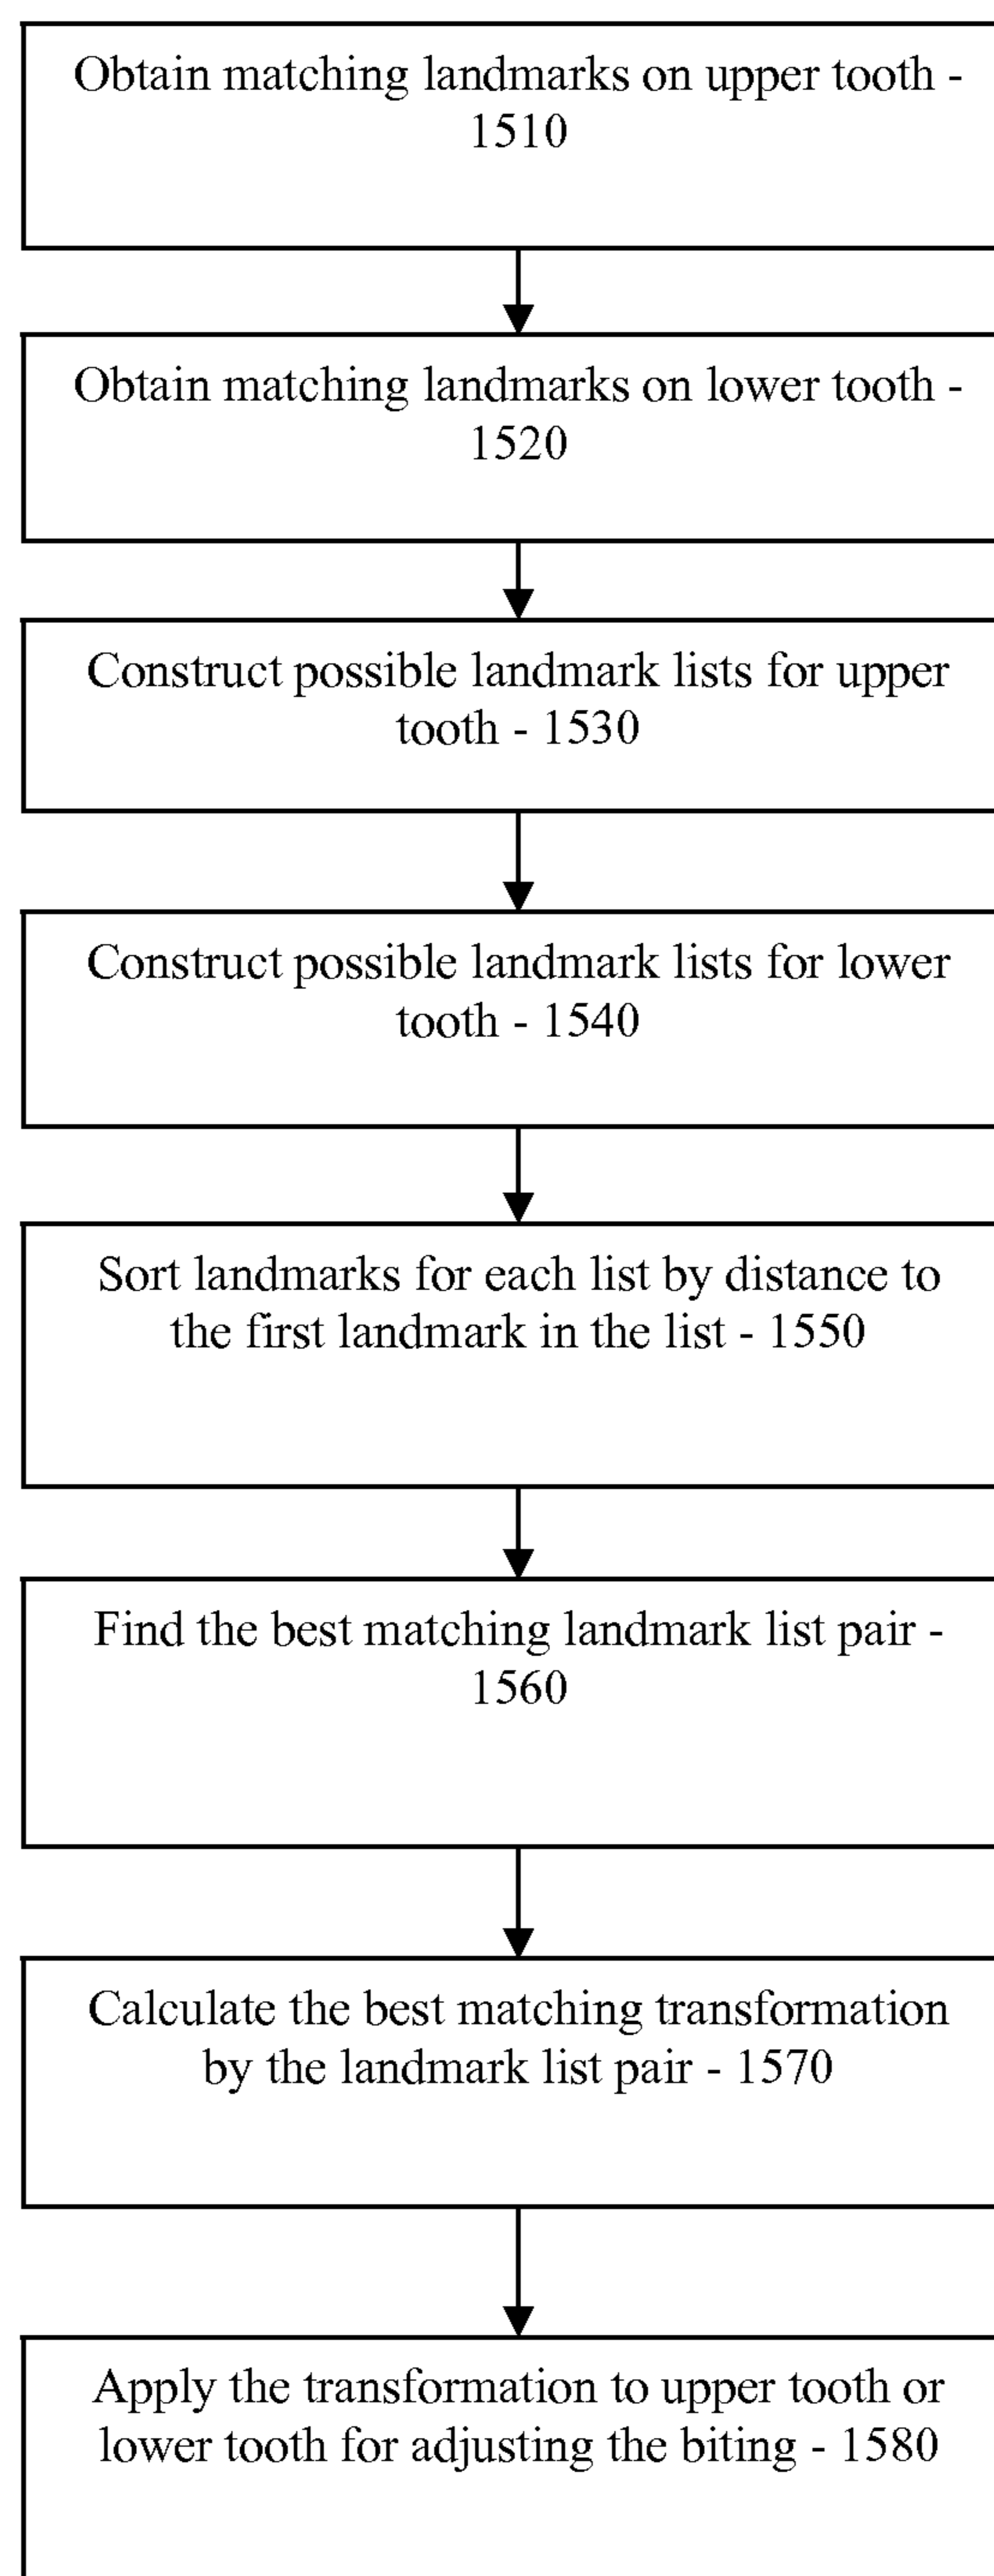 Obtain matching landmarks on upper tooth -
1510
Obtain matching landmarks on lower tooth -
1520
Construct possible landmark lists for upper
tooth - 1530
Construct possible landmark lists for lower
tooth - 1540
Sort landmarks for each list by distance to
the first landmark in the list - 1550
Find the best matching landmark list pair -
1560
Calculate the best matching transformation
by the landmark list pair - 1570
Apply the transformation to upper tooth or
lower tooth for adjusting the biting - 1580